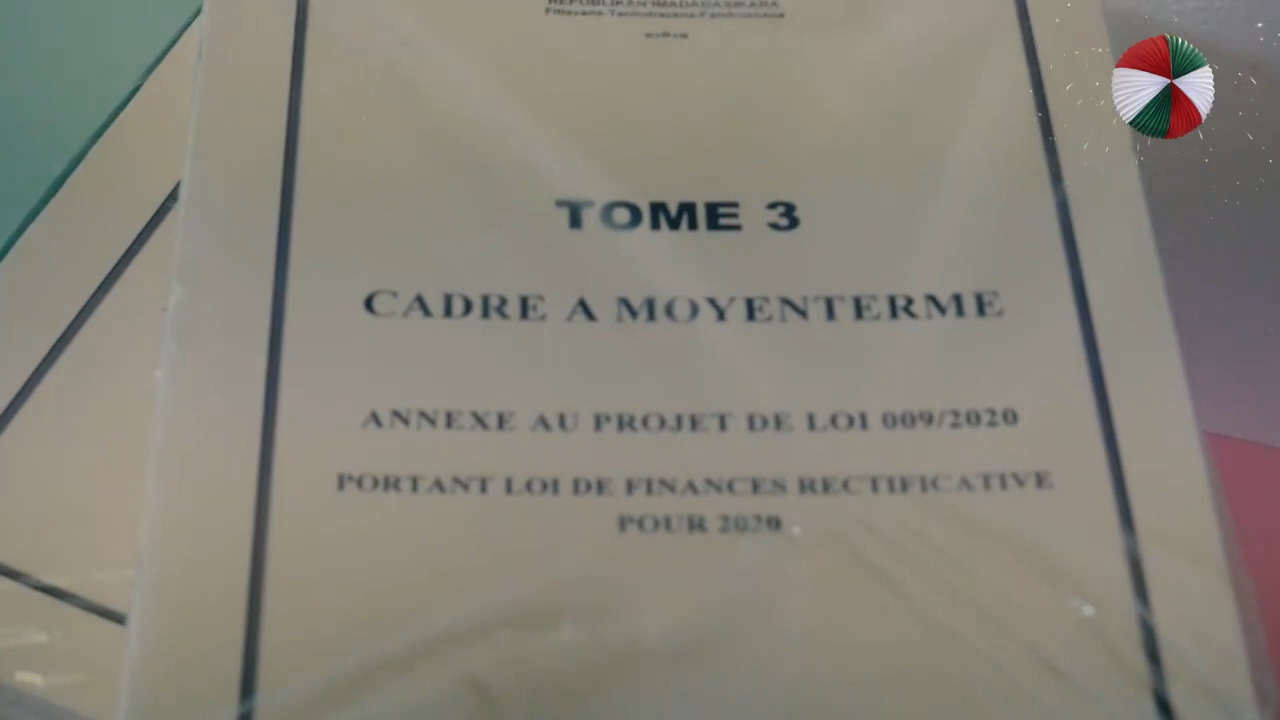 REPOBLIKAN'I MADAGASIKARA
Fitiavana-Tanindrazana-Fandrosoana
TOME 3
CADRE A MOYENTERME
ANNEXE AU PROJET DE LOI 009/2020
PORTANT LOI DE FINANCES RECTIFICATIVE
POUR 2020